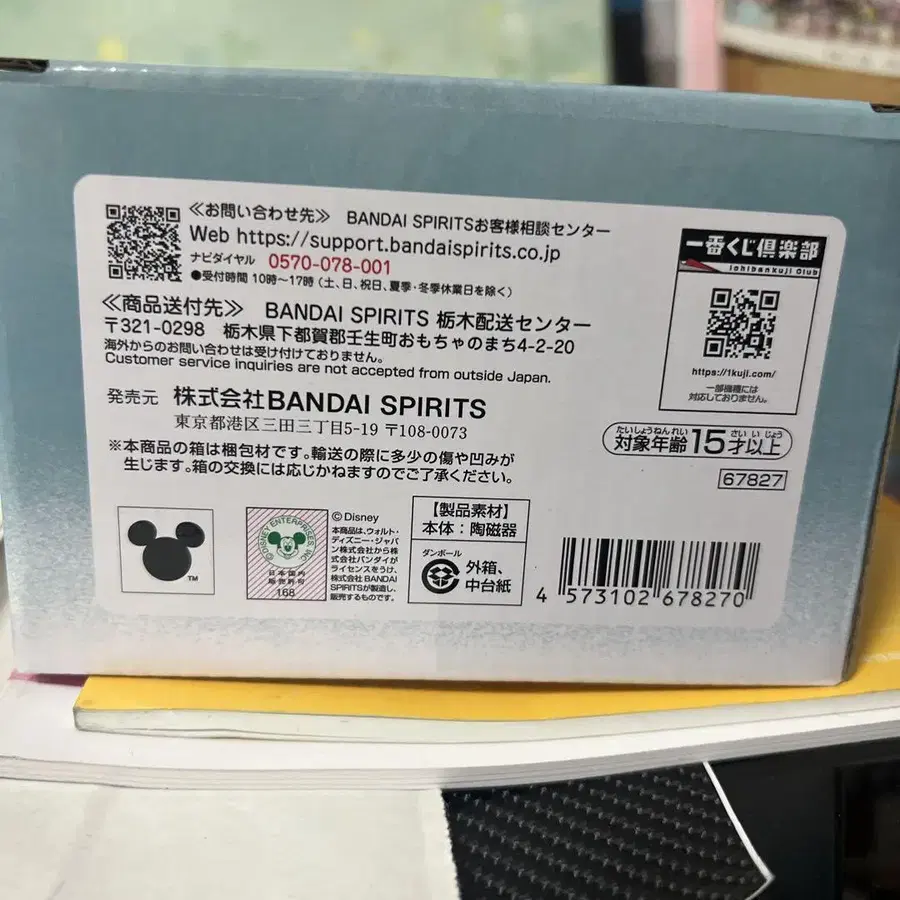 ≪お問い合わせ先≫ BANDAI SPIRITSお客様相談センター
Web https://support.bandaispirits.co.jp
ナビダイヤル 0570-078-001
●受付時間 10時～17時(土、日、祝日、夏季・冬季休業日を除く)
≪商品送付先≫ BANDAI SPIRITS 栃木配送センター
〒321-0298 栃木県下都賀郡壬生町おもちゃのまち4-2-20
海外からのお問い合わせは受け付けておりません。
Customer service inquiries are not accepted from outside Japan.
発売元 株式会社BANDAI SPIRITS
東京都港区三田三丁目5-19 〒108-0073
※本商品の箱は梱包材です。輸送の際に多少の傷や凹みが
生じます。箱の交換には応じかねますのでご了承ください。
一番くじ倶楽部
Ichibankuji Club
https://1kuji.com/
一部機種には
対応しておりません。
たいしょうねんれい さい いじょう
対象年齢15才以上
67827
TM
©DISNEY ENTERPRISES, INC.
日本国内
販売許可
168
©Disney
本商品は、ウォルト・
ディズニー・ジャパ
ン株式会社から株
式会社バンダイが
ライセンスをうけ、
株式会社 BANDAI
SPIRITSが製造し、
販売するものです。
【製品素材】
本体：陶磁器
ダンボール
外箱、
中台紙
4 573102 678270